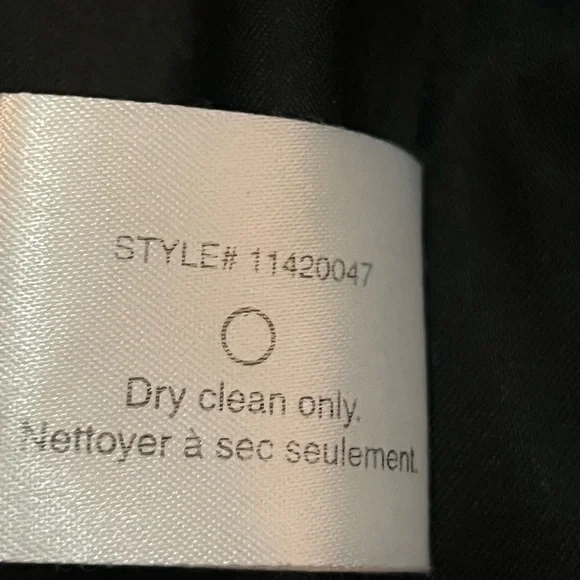 STYLE# 11420047
Dry clean only.
Nettoyer à sec seulement.